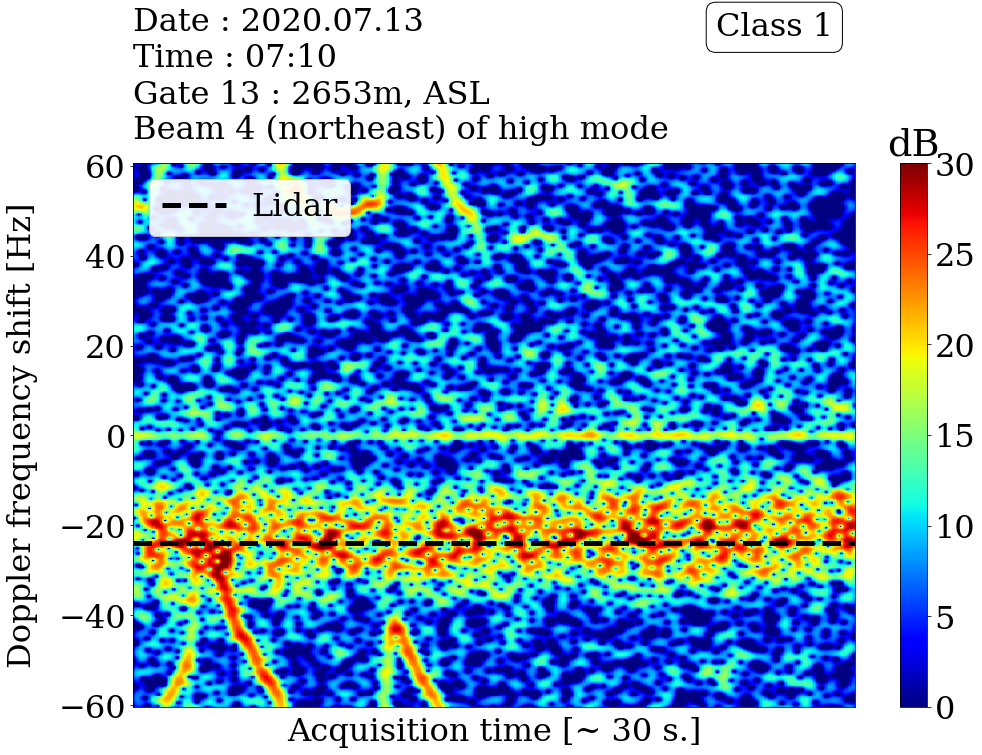 Date : 2020.07.13
Time : 07:10
Gate 13 : 2653m, ASL
Beam 4 (northeast) of high mode
Class 1
dB
Lidar
Doppler frequency shift [Hz]
60
40
20
0
−20
−40
−60
30
25
20
15
10
5
0
Acquisition time [~ 30 s.]